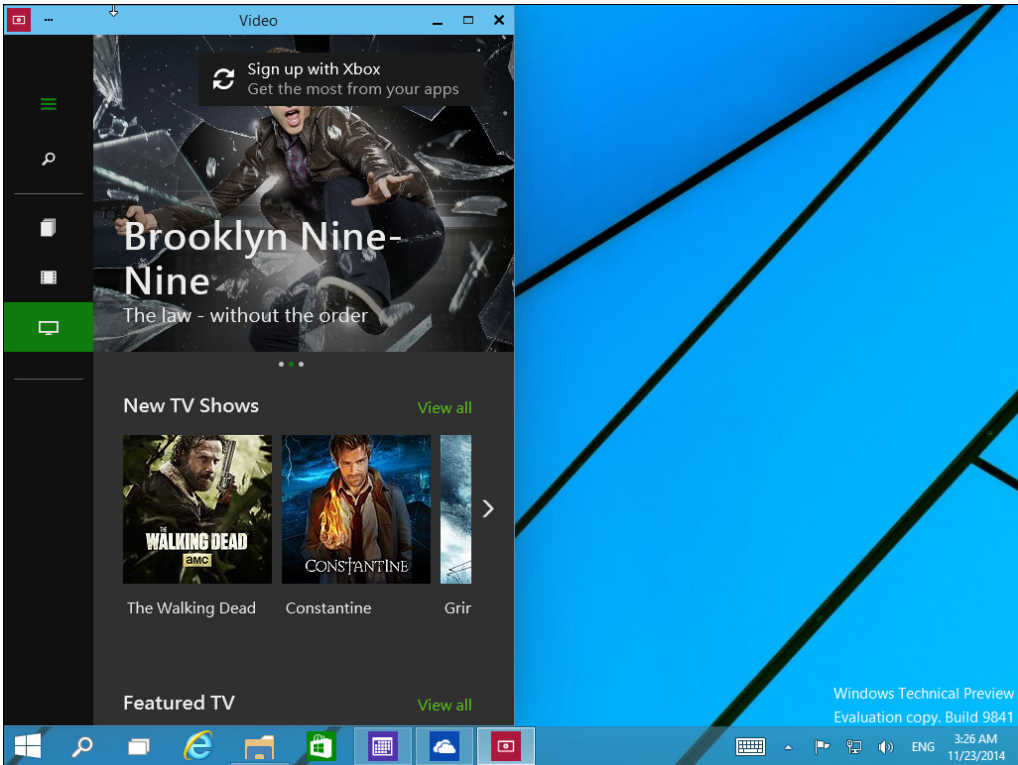 Video
Sign up with Xbox
Get the most from your apps
Brooklyn Nine-
Nine
The law - without the order
New TV Shows
View all
THE
WALKING DEAD
aMC
CONSTANTINE
The Walking Dead
Constantine
Grir
Featured TV
View all
Windows Technical Preview
Evaluation copy. Build 9841
ENG
3:26 AM
11/23/2014